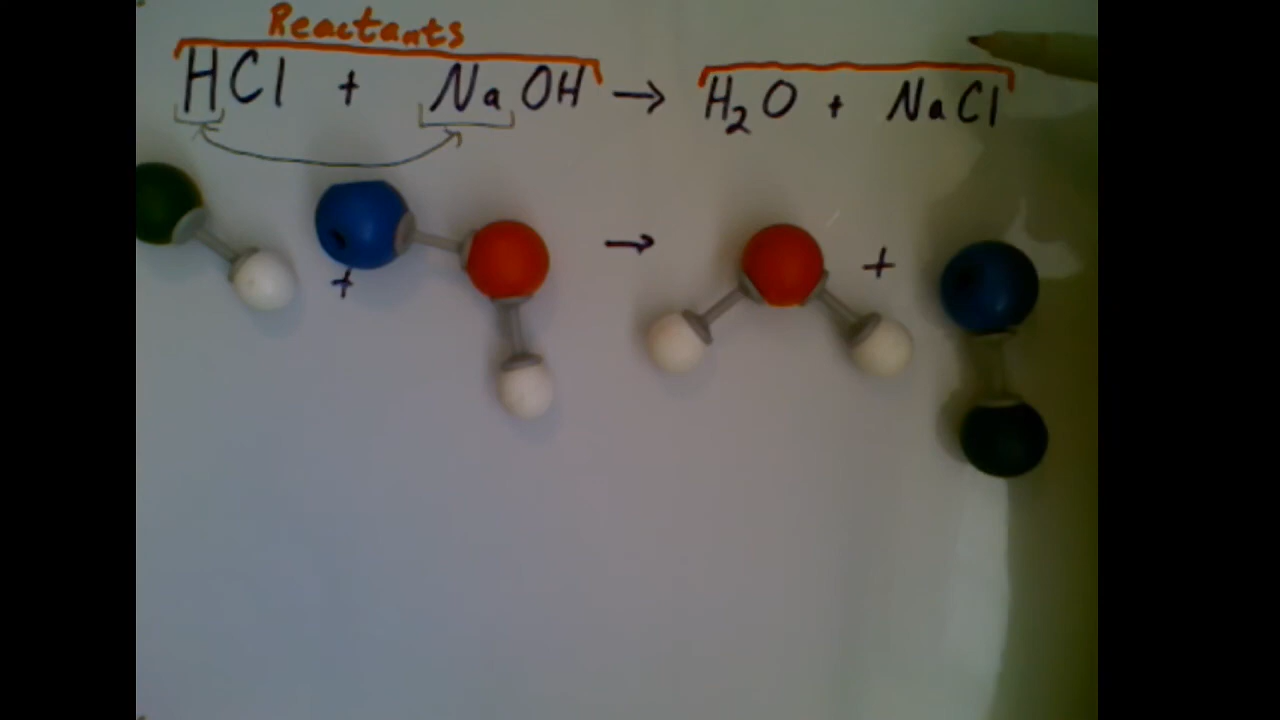 Reactants
HCl + NaOH → H₂O + NaCl
+ → +